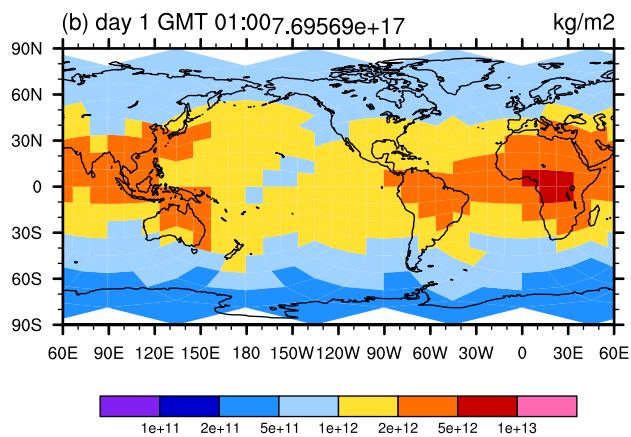 (b) day 1 GMT 01:00 7.69569e+17 kg/m2
90N
60N
30N
0
30S
60S
90S
60E 90E 120E 150E 180 150W 120W 90W 60W 30W 0 30E 60E
1e+11 2e+11 5e+11 1e+12 2e+12 5e+12 1e+13